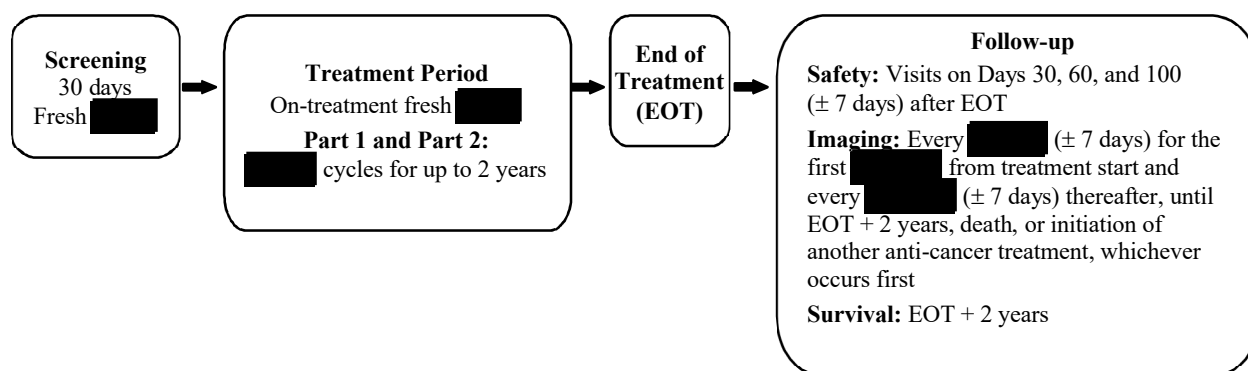 Screening
30 days
Fresh
Treatment Period
On-treatment fresh
Part 1 and Part 2:
cycles for up to 2 years
End of
Treatment
(EOT)
Follow-up
Safety: Visits on Days 30, 60, and 100
(± 7 days) after EOT
Imaging: Every (± 7 days) for the
first from treatment start and
every (± 7 days) thereafter, until
EOT + 2 years, death, or initiation of
another anti-cancer treatment, whichever
occurs first
Survival: EOT + 2 years